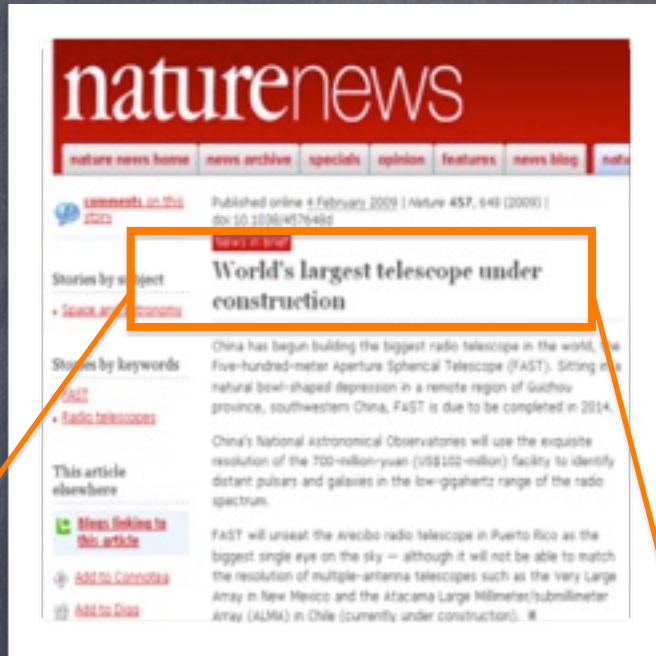 naturenews
nature news home news archive specials opinion features news blog natu
comments on this
story
Published online 4 February 2009 | Nature 457, 648 (2009) |
doi:10.1038/457648d
News in Brief
World's largest telescope under
construction
Stories by subject
Space and Astronomy
Stories by keywords
FAST
Radio telescopes
This article
elsewhere
Blogs linking to
this article
Add to Connotea
Add to Digg
China has begun building the biggest radio telescope in the world, the
Five-hundred-meter Aperture Spherical Telescope (FAST). Sitting in a
natural bowl-shaped depression in a remote region of Guizhou
province, southwestern China, FAST is due to be completed in 2014.
China's National Astronomical Observatories will use the exquisite
resolution of the 700-million-yuan (US$102-million) facility to identify
distant pulsars and galaxies in the low-gigahertz range of the radio
spectrum.
FAST will unseat the Arecibo radio telescope in Puerto Rico as the
biggest single eye on the sky — although it will not be able to match
the resolution of multiple-antenna telescopes such as the Very Large
Array in New Mexico and the Atacama Large Millimeter/submillimeter
Array (ALMA) in Chile (currently under construction).